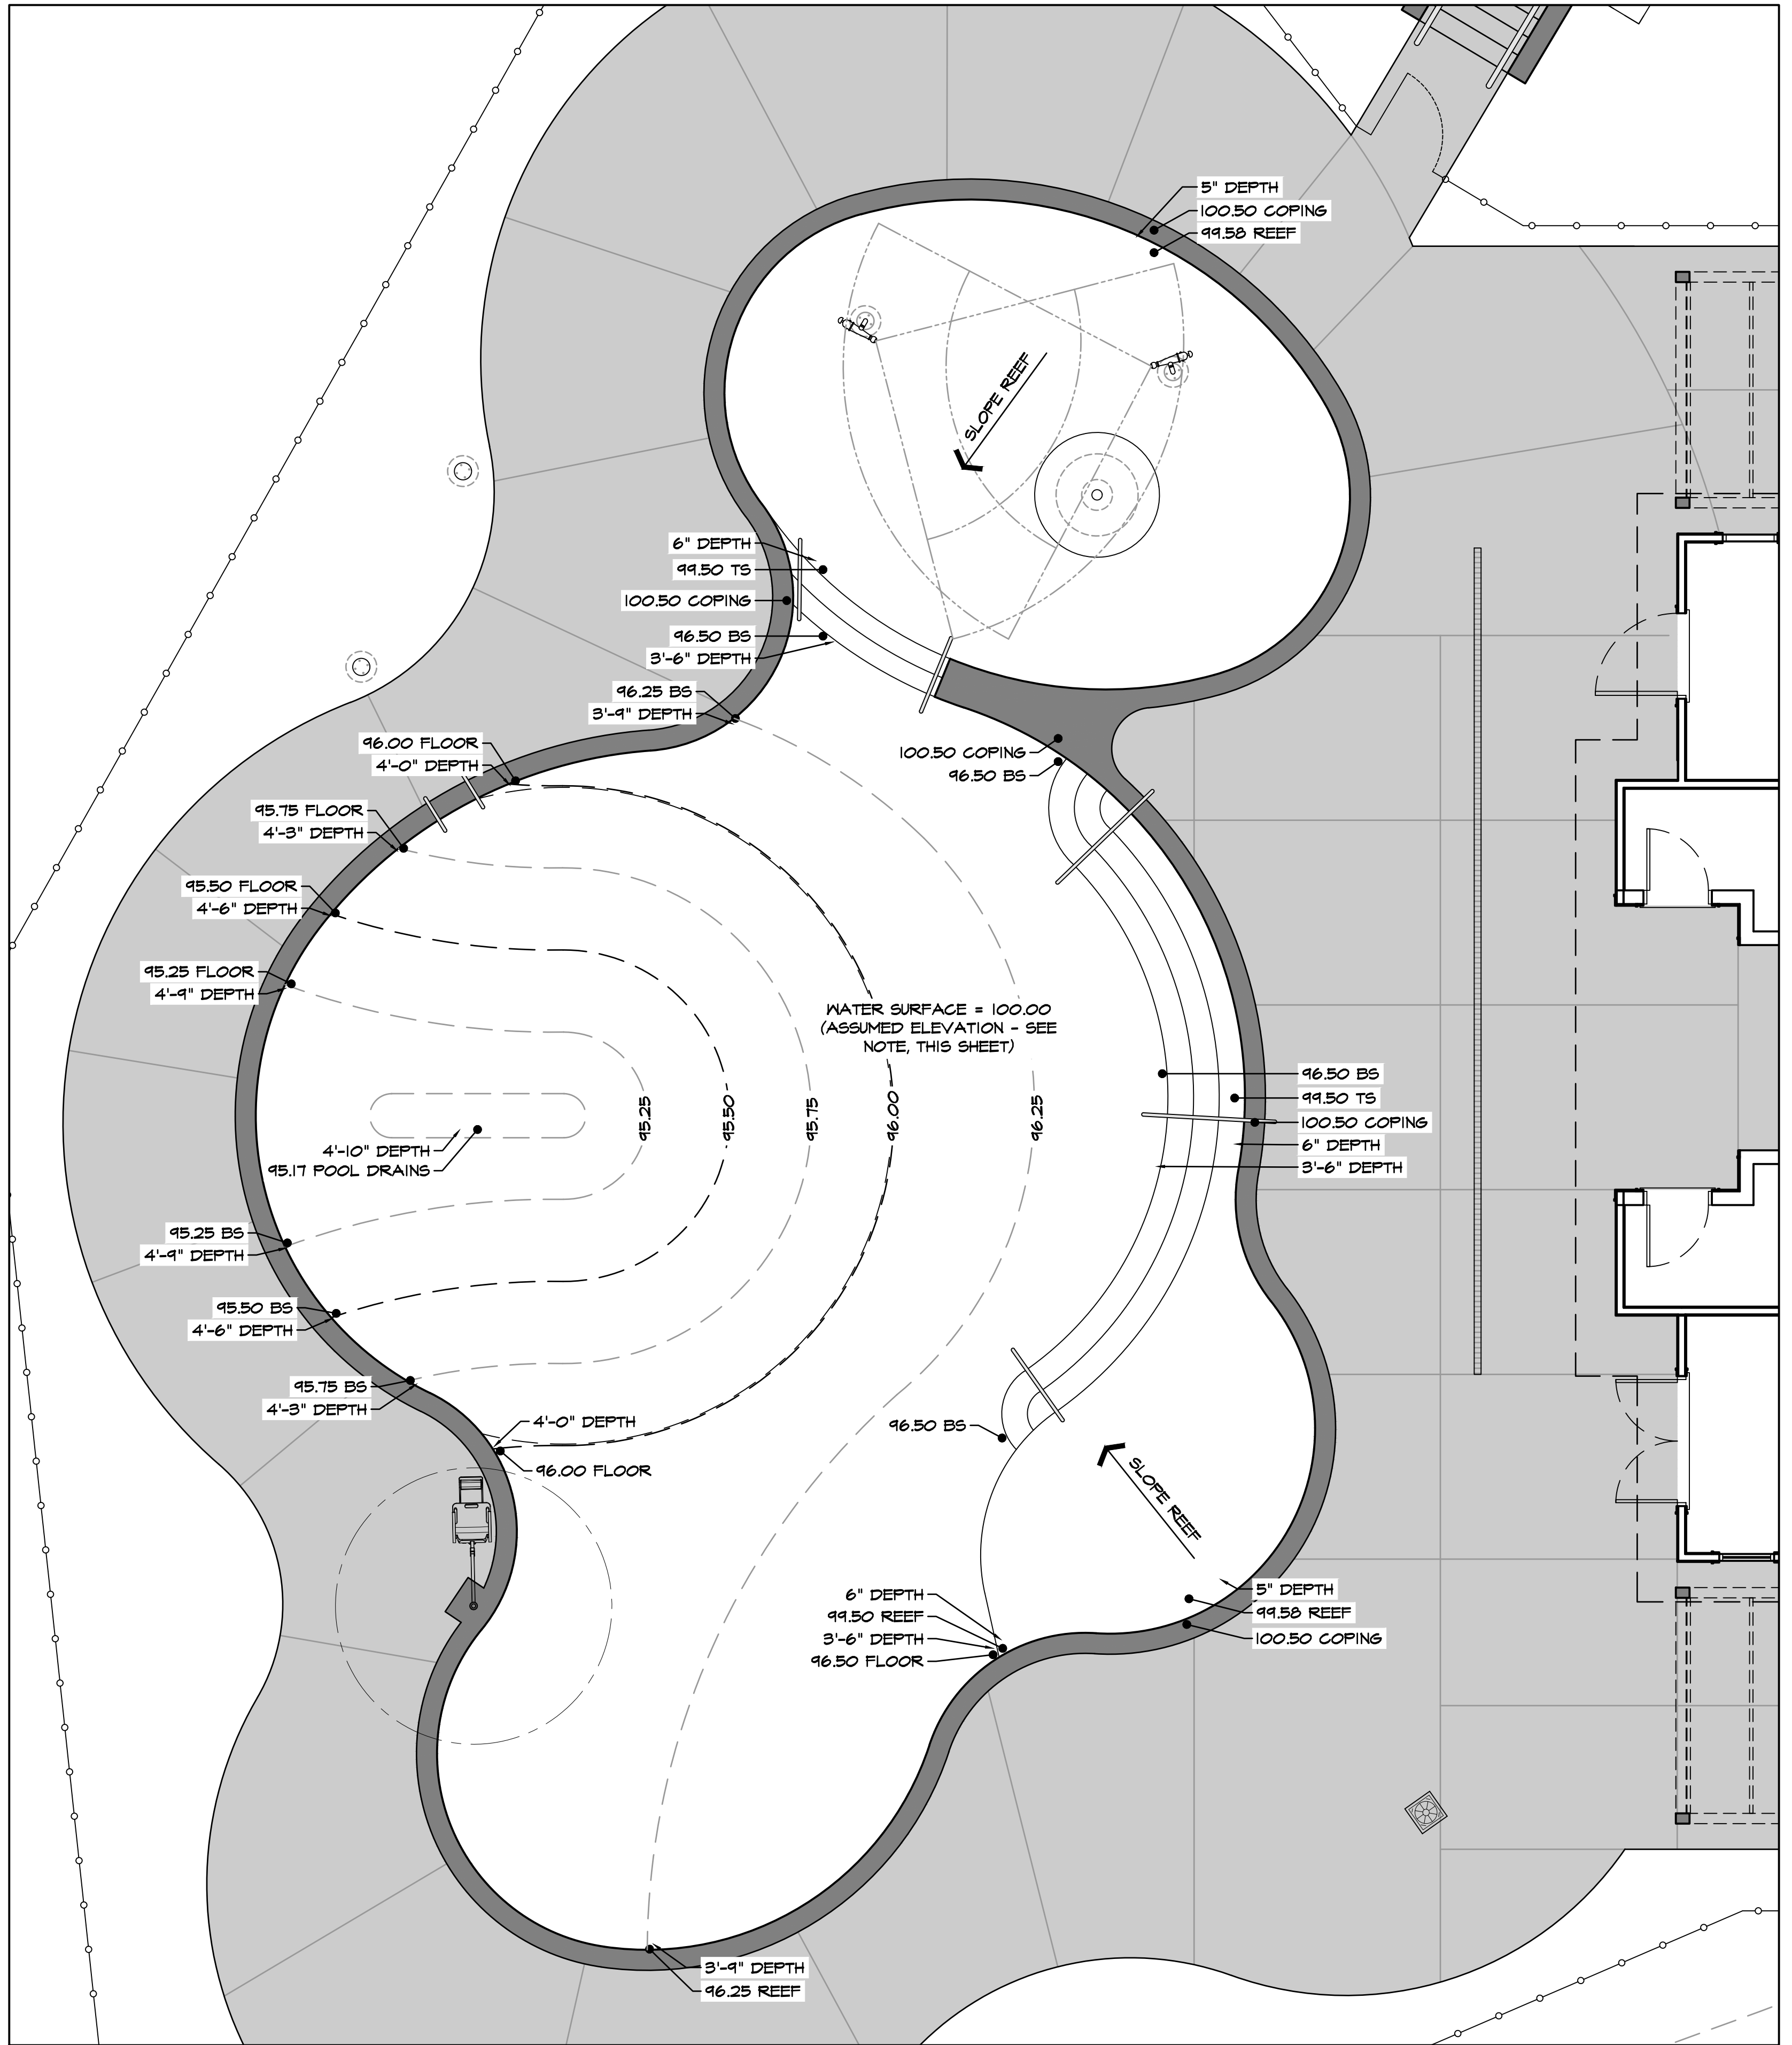 5" DEPTH
100.50 COPING
99.58 REEF
SLOPE REEF
6" DEPTH
99.50 TS
100.50 COPING
96.50 BS
3'-6" DEPTH
96.25 BS
3'-9" DEPTH
96.00 FLOOR
4'-0" DEPTH
100.50 COPING
96.50 BS
95.75 FLOOR
4'-3" DEPTH
95.50 FLOOR
4'-6" DEPTH
95.25 FLOOR
4'-9" DEPTH
WATER SURFACE = 100.00
(ASSUMED ELEVATION - SEE
NOTE, THIS SHEET)
96.50 BS
99.50 TS
100.50 COPING
6" DEPTH
3'-6" DEPTH
95.25
95.50
95.75
96.00
96.25
4'-10" DEPTH
95.17 POOL DRAINS
95.25 BS
4'-9" DEPTH
95.50 BS
4'-6" DEPTH
95.75 BS
4'-3" DEPTH
4'-0" DEPTH
96.00 FLOOR
96.50 BS
SLOPE REEF
6" DEPTH
99.50 REEF
3'-6" DEPTH
96.50 FLOOR
5" DEPTH
99.58 REEF
100.50 COPING
3'-9" DEPTH
96.25 REEF